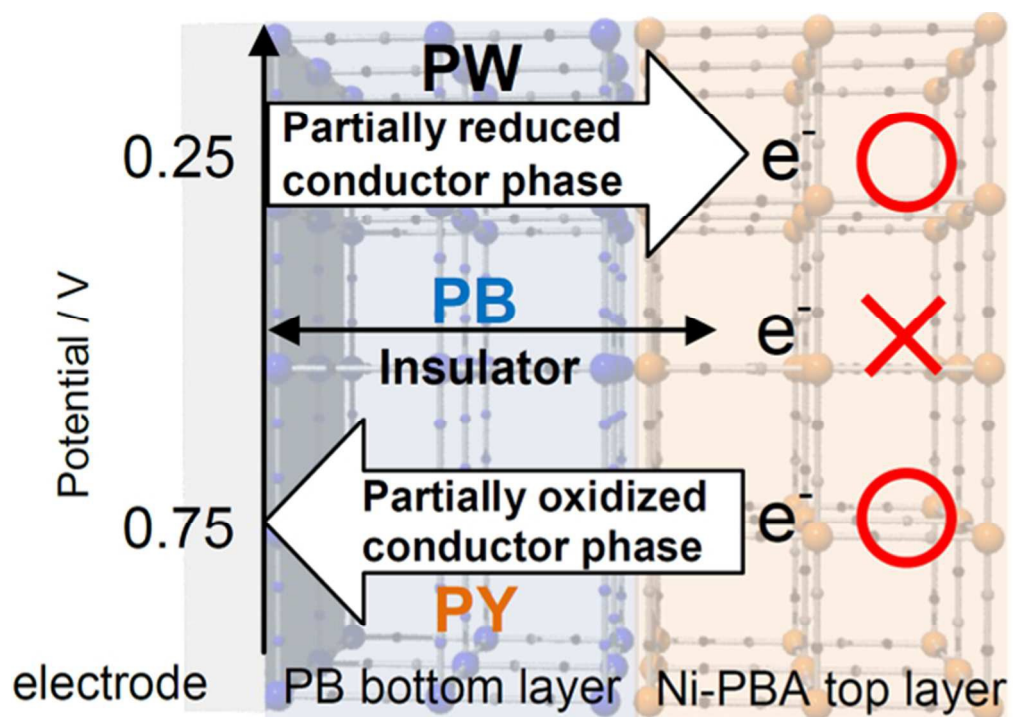 PW
Partially reduced
conductor phase
0.25
e-
PB
Insulator
e-
Potential / V
Partially oxidized
conductor phase
0.75
e-
PY
electrode
PB bottom layer
Ni-PBA top layer